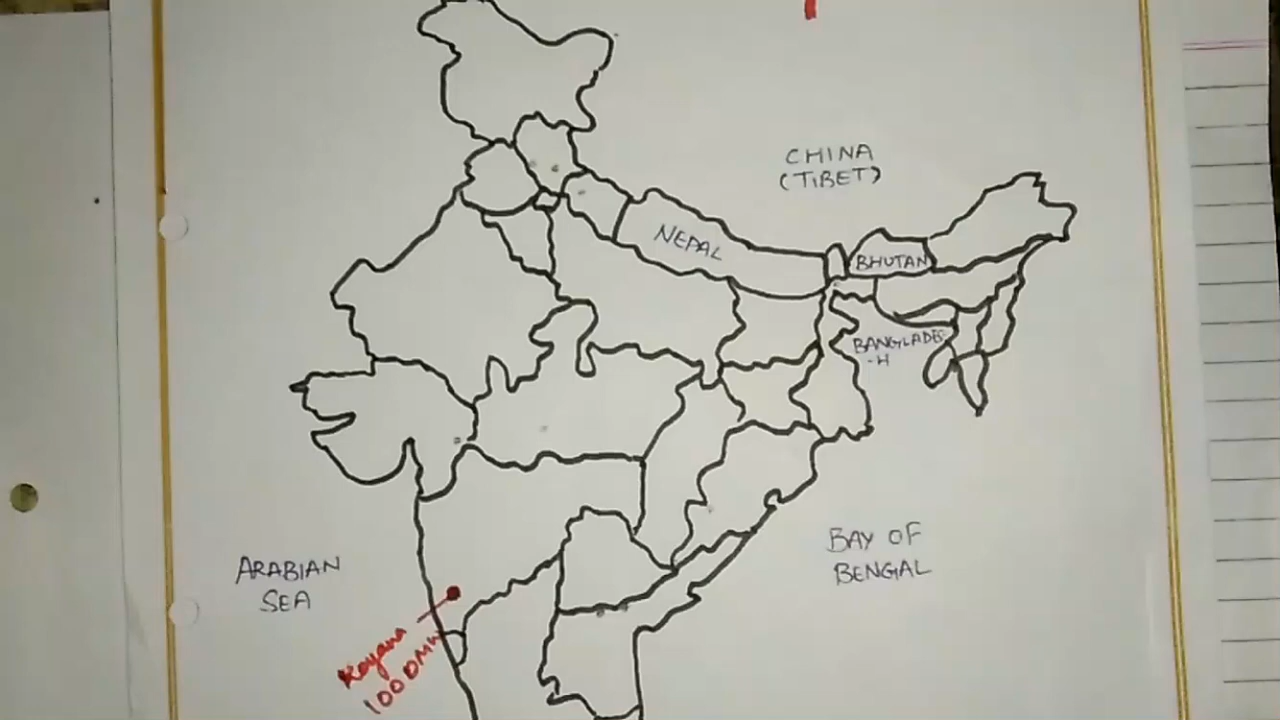 CHINA
(TIBET)
NEPAL
BHUTAN
BANGLADES
-H
BAY OF
BENGAL
ARABIAN
SEA
Koyana
1000MW